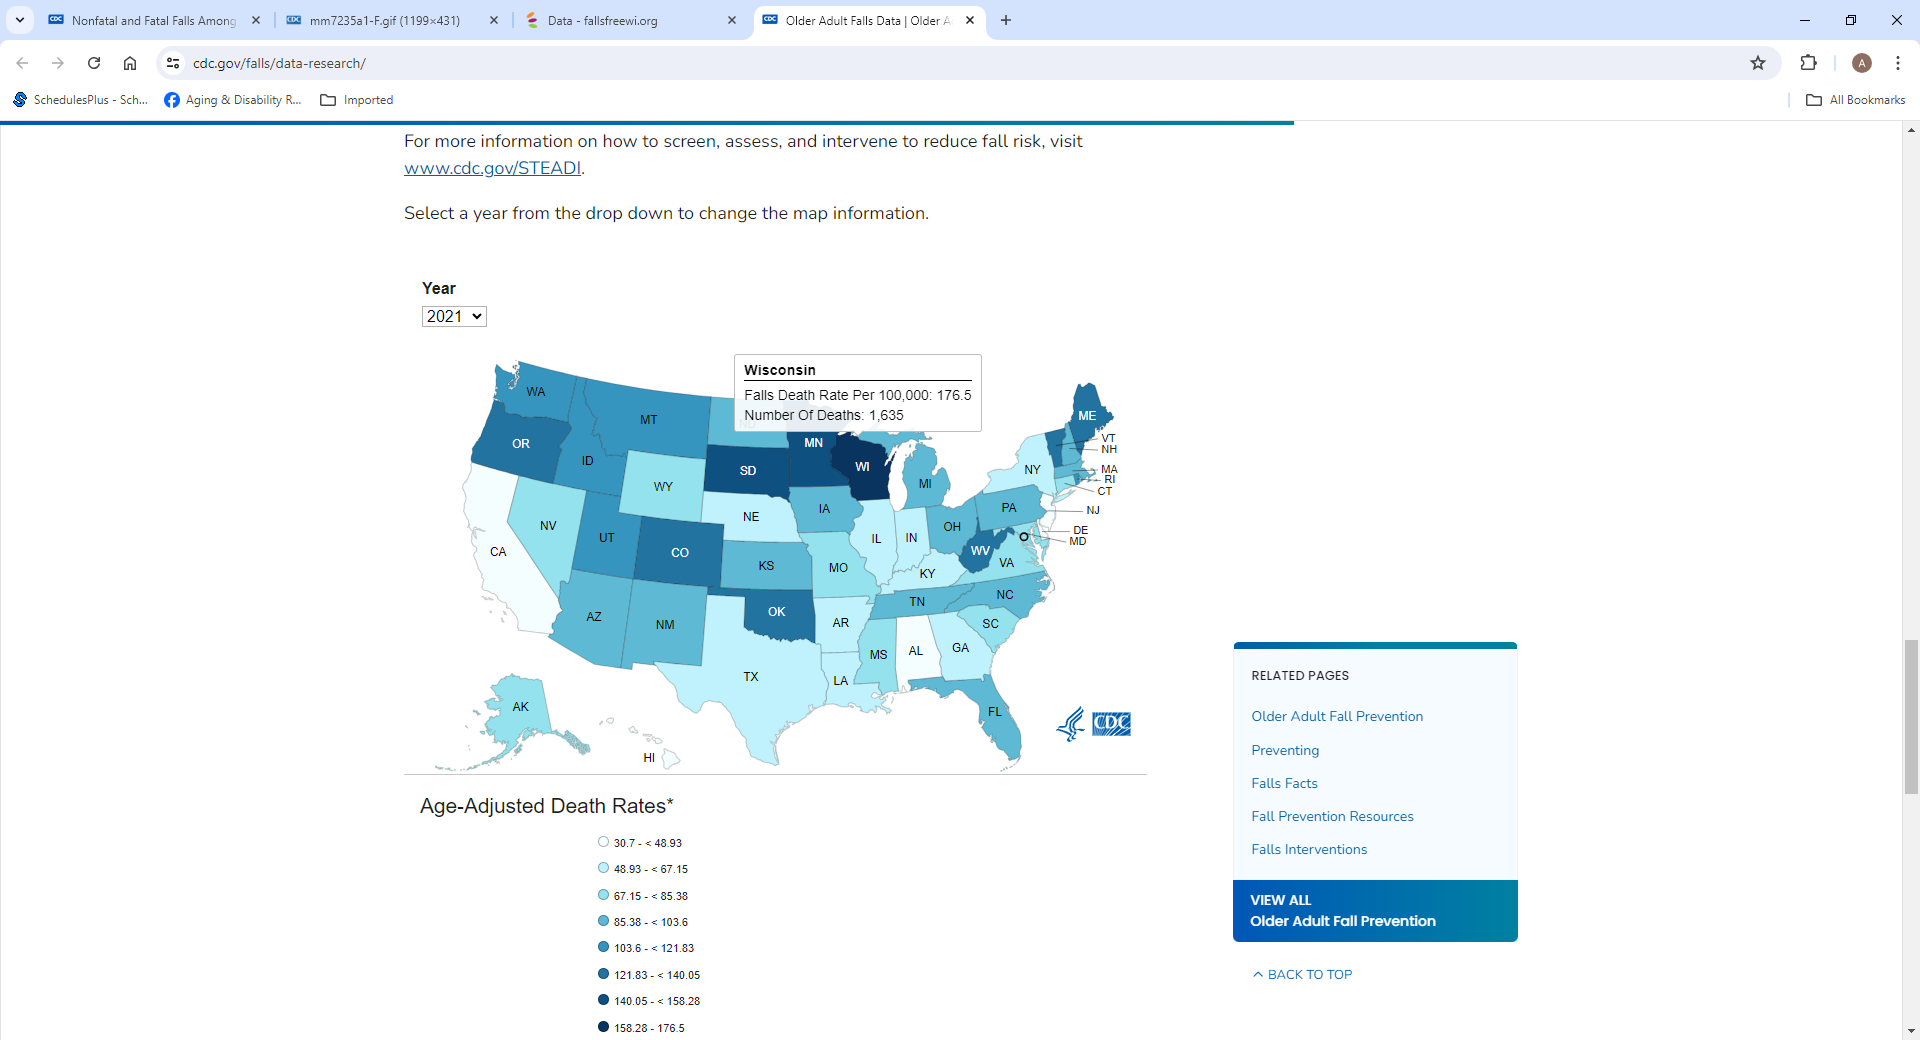 Nonfatal and Fatal Falls Among
mm7235a1-F.gif (1199×431)
Data - fallsfreewi.org
Older Adult Falls Data | Older A
cdc.gov/falls/data-research/
A
SchedulesPlus - Sch...
Aging & Disability R...
Imported
All Bookmarks
For more information on how to screen, assess, and intervene to reduce fall risk, visit
www.cdc.gov/STEADI.
Select a year from the drop down to change the map information.
Year
2021
Wisconsin
Falls Death Rate Per 100,000: 176.5
Number Of Deaths: 1,635
WA
MT
ND
MN
ME
OR
ID
SD
WI
VT
NH
WY
MI
NY
MA
RI
CT
NV
NE
IA
PA
NJ
CA
UT
CO
IL
IN
OH
DE
MD
KS
MO
WV
VA
KY
AZ
NM
OK
TN
NC
AR
SC
TX
LA
MS
AL
GA
FL
AK
HI
CDC
Age-Adjusted Death Rates*
30.7 - < 48.93
48.93 - < 67.15
67.15 - < 85.38
85.38 - < 103.6
103.6 - < 121.83
121.83 - < 140.05
140.05 - < 158.28
158.28 - 176.5
RELATED PAGES
Older Adult Fall Prevention
Preventing
Falls Facts
Fall Prevention Resources
Falls Interventions
VIEW ALL
Older Adult Fall Prevention
BACK TO TOP